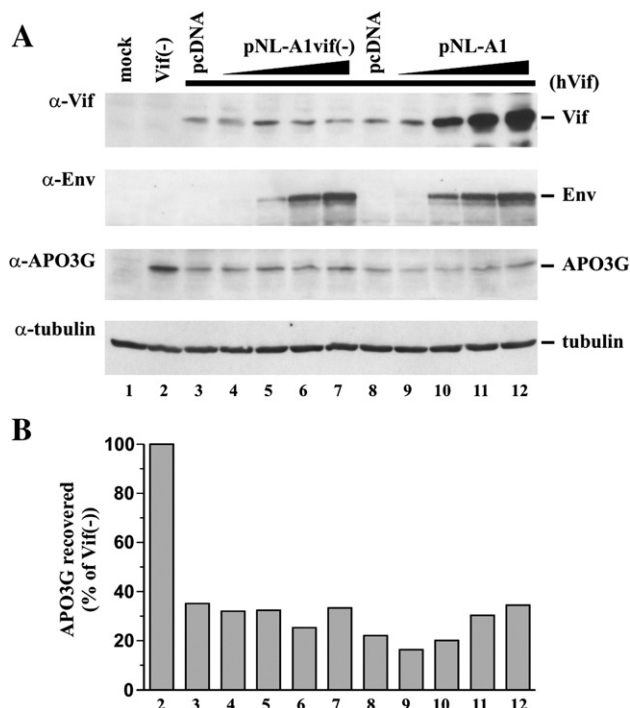 A
mock
Vif(-)
pcDNA
pNL-A1vif(-)
pcDNA
pNL-A1
(hVif)
α-Vif
Vif
α-Env
Env
α-APO3G
APO3G
α-tubulin
tubulin
1 2 3 4 5 6 7 8 9 10 11 12
B
APO3G recovered
(% of Vif(-))
100
80
60
40
20
0
2 3 4 5 6 7 8 9 10 11 12